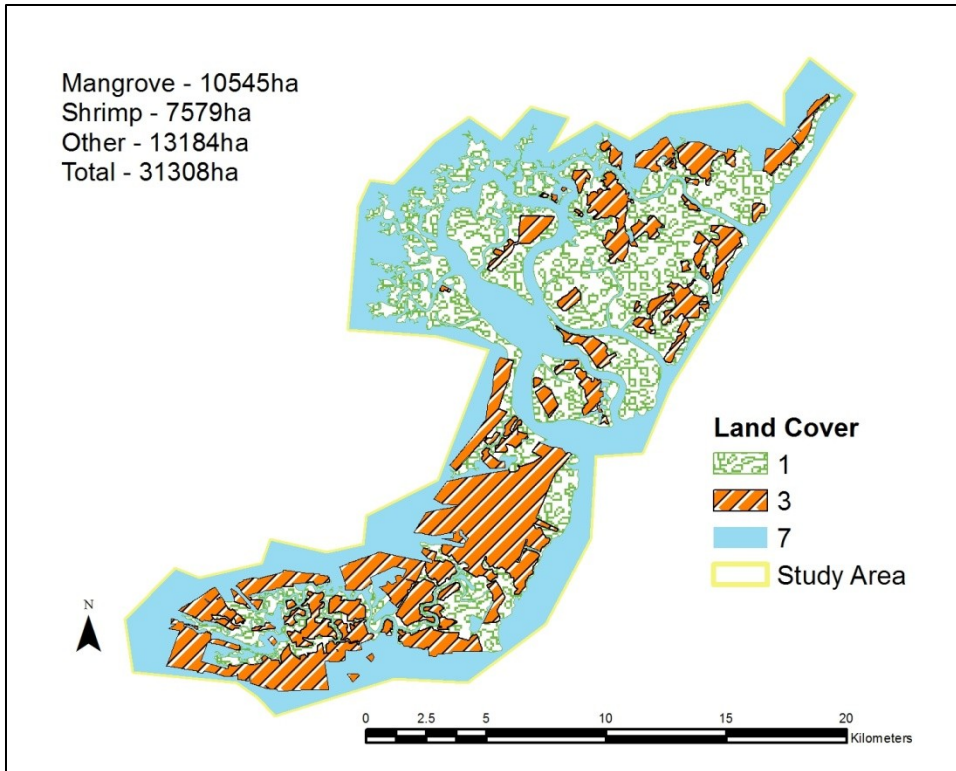 Mangrove - 10545ha
Shrimp - 7579ha
Other - 13184ha
Total - 31308ha
Land Cover
1
3
7
Study Area
N
0 2.5 5 10 15 20
Kilometers